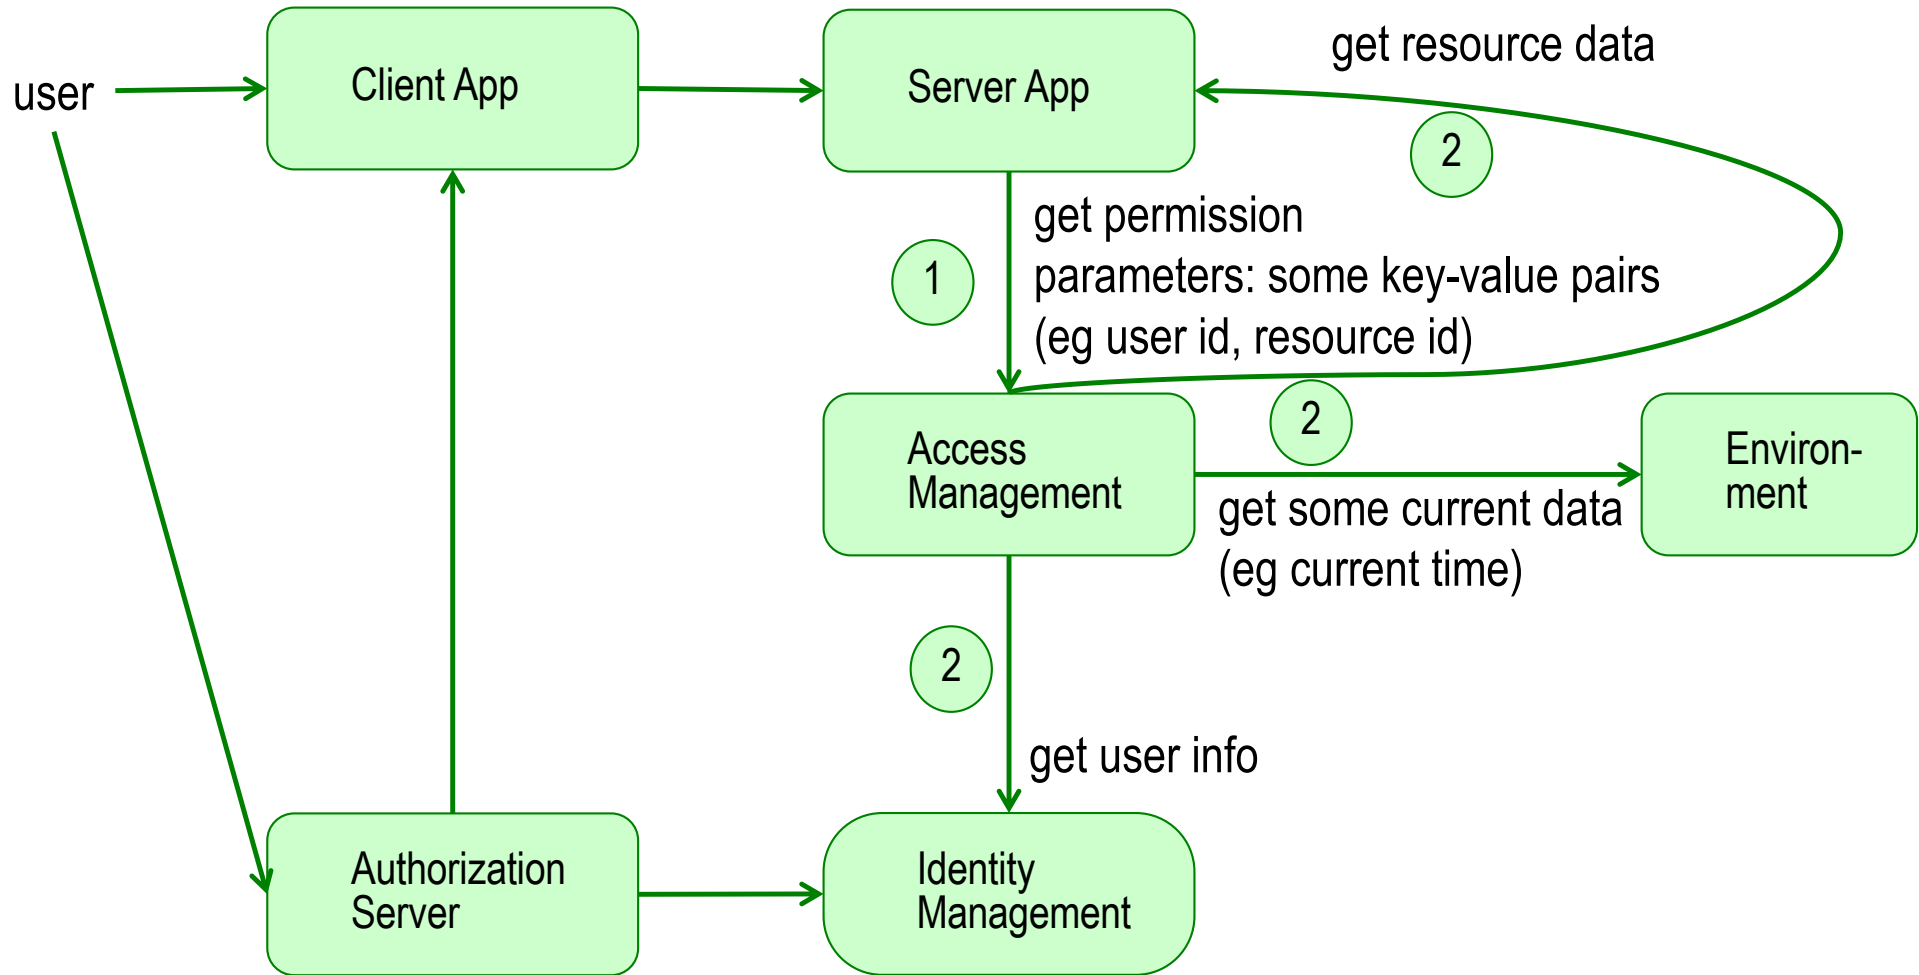 get resource data
user
Client App
Server App
2
get permission
parameters: some key-value pairs
(eg user id, resource id)
1
2
Access
Management
Environ-
ment
get some current data
(eg current time)
2
get user info
Authorization
Server
Identity
Management